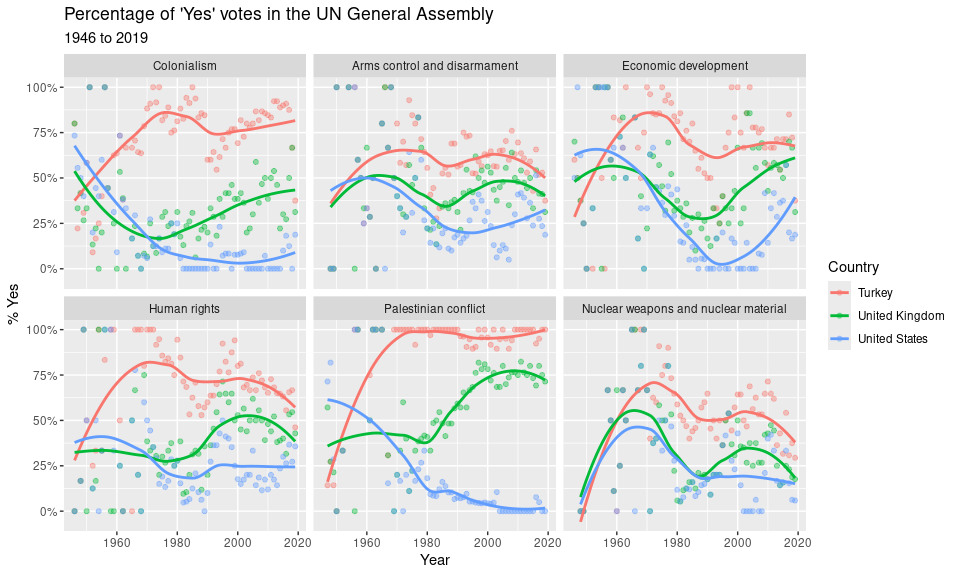 Percentage of 'Yes' votes in the UN General Assembly
1946 to 2019
Colonialism
Arms control and disarmament
Economic development
100%
75%
50%
25%
0%
Human rights
Palestinian conflict
Nuclear weapons and nuclear material
100%
75%
50%
25%
0%
1960 1980 2000 2020
1960 1980 2000 2020
1960 1980 2000 2020
% Yes
Year
Country
Turkey
United Kingdom
United States